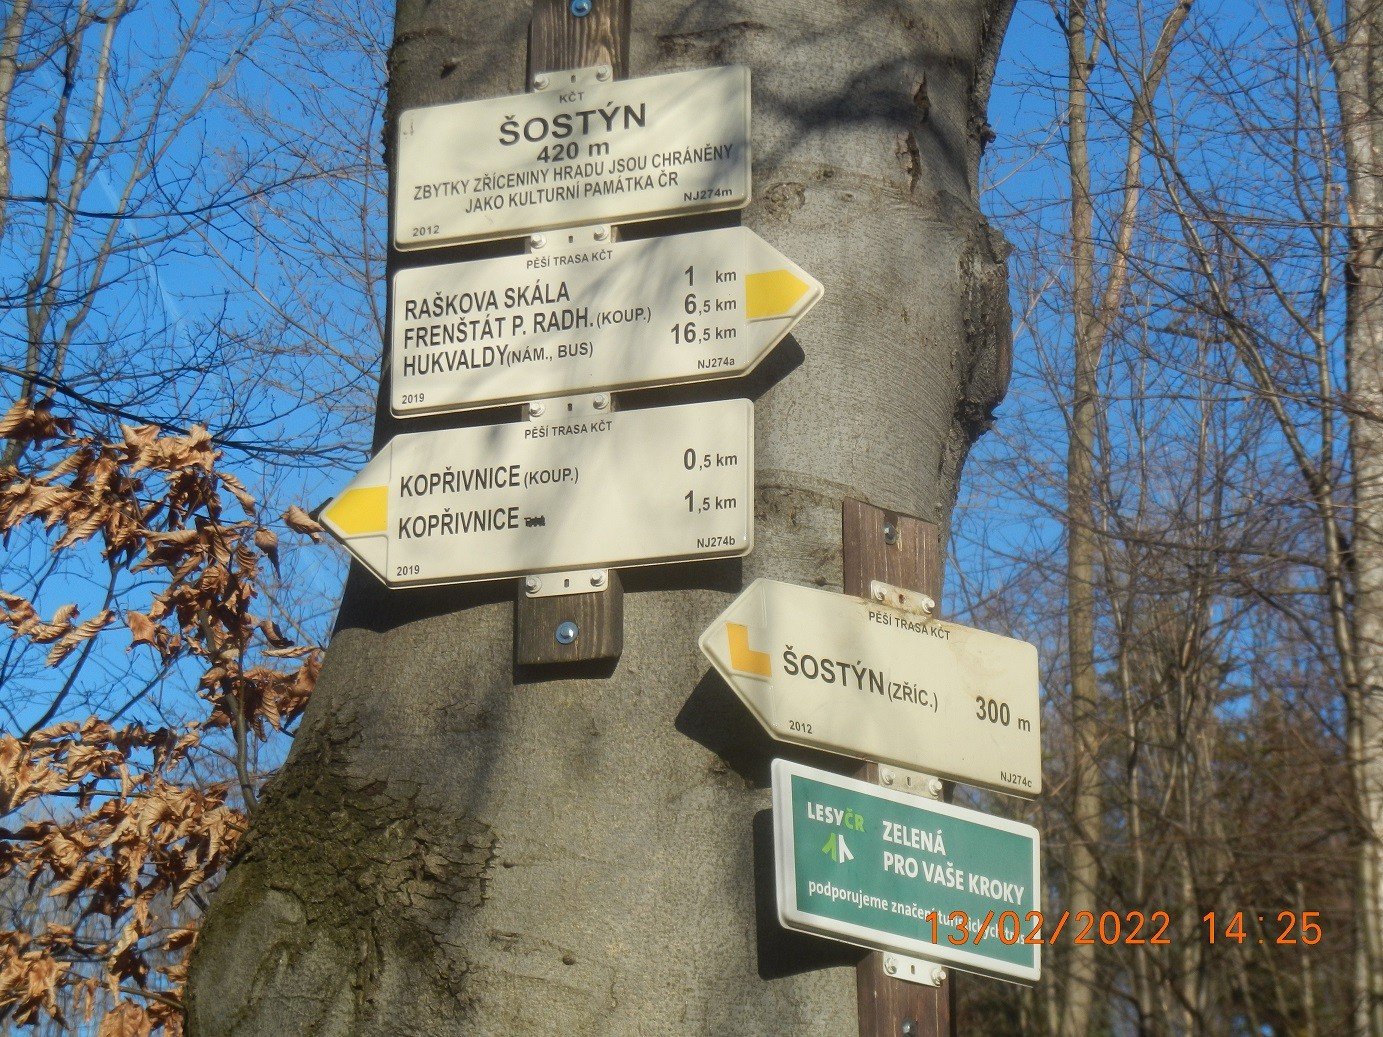 KČT
ŠOSTÝN
420 m
ZBYTKY ZŘÍCENINY HRADU JSOU CHRÁNĚNY
JAKO KULTURNÍ PAMÁTKA ČR
2012 NJ274m
PĚŠÍ TRASA KČT
RAŠKOVA SKÁLA 1 km
FRENŠTÁT P. RADH. (KOUP.) 6,5 km
HUKVALDY (NÁM., BUS) 16,5 km
2019 NJ274a
PĚŠÍ TRASA KČT
KOPŘIVNICE (KOUP.) 0,5 km
KOPŘIVNICE 1,5 km
2019 NJ274b
PĚŠÍ TRASA KČT
ŠOSTÝN (ZŘÍC.) 300 m
2012 NJ274c
LESY ČR
ZELENÁ
PRO VAŠE KROKY
podporujeme značení turistických tras
13/02/2022 14:25